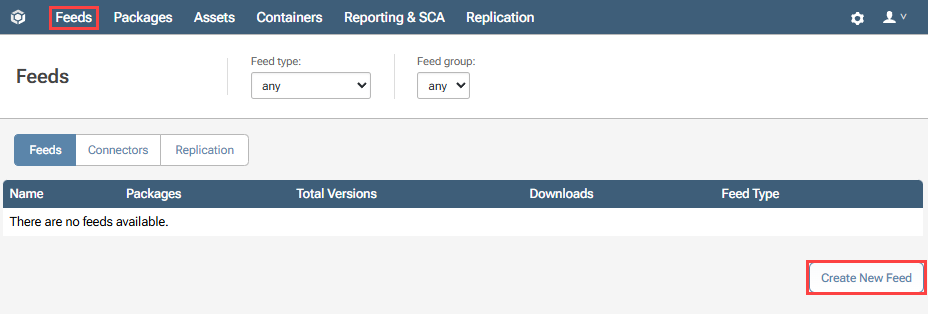 Feeds Packages Assets Containers Reporting & SCA Replication
Feeds
Feed type:
any
Feed group:
any
Feeds Connectors Replication
Name Packages Total Versions Downloads Feed Type
There are no feeds available.
Create New Feed